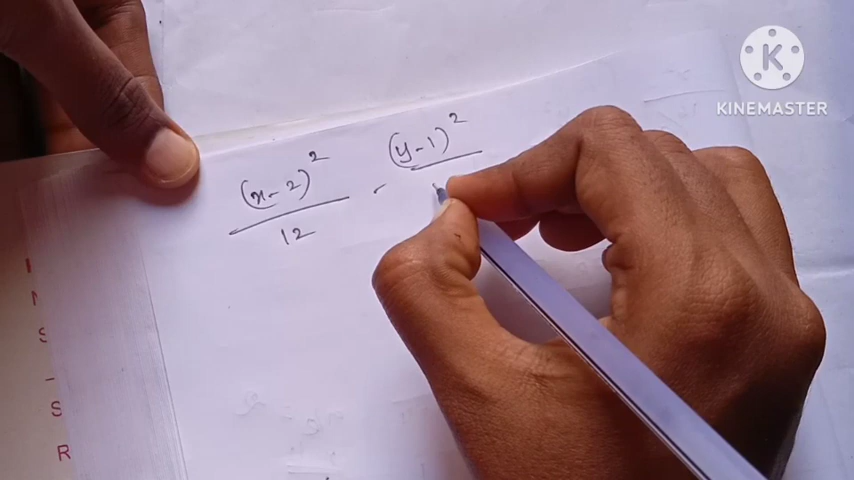 (x-2)² / 12 - (y-1)²
KINEMASTER
I
N
S
-
S
R